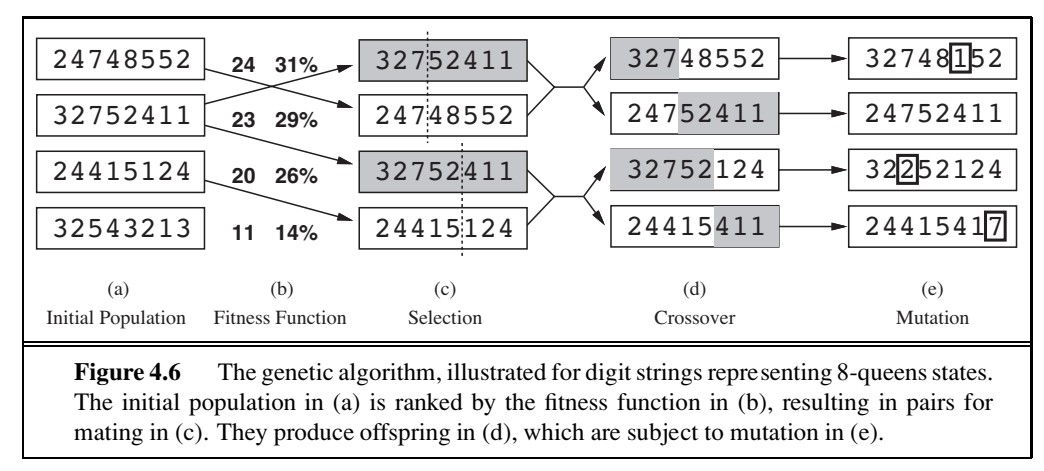 24748552 24 31% 32752411 32748552 32748152
32752411 23 29% 24748552 24752411 24752411
24415124 20 26% 32752411 32752124 32252124
32543213 11 14% 24415124 24415411 24415417
(a) (b) (c) (d) (e)
Initial Population Fitness Function Selection Crossover Mutation
Figure 4.6 The genetic algorithm, illustrated for digit strings representing 8-queens states.
The initial population in (a) is ranked by the fitness function in (b), resulting in pairs for
mating in (c). They produce offspring in (d), which are subject to mutation in (e).